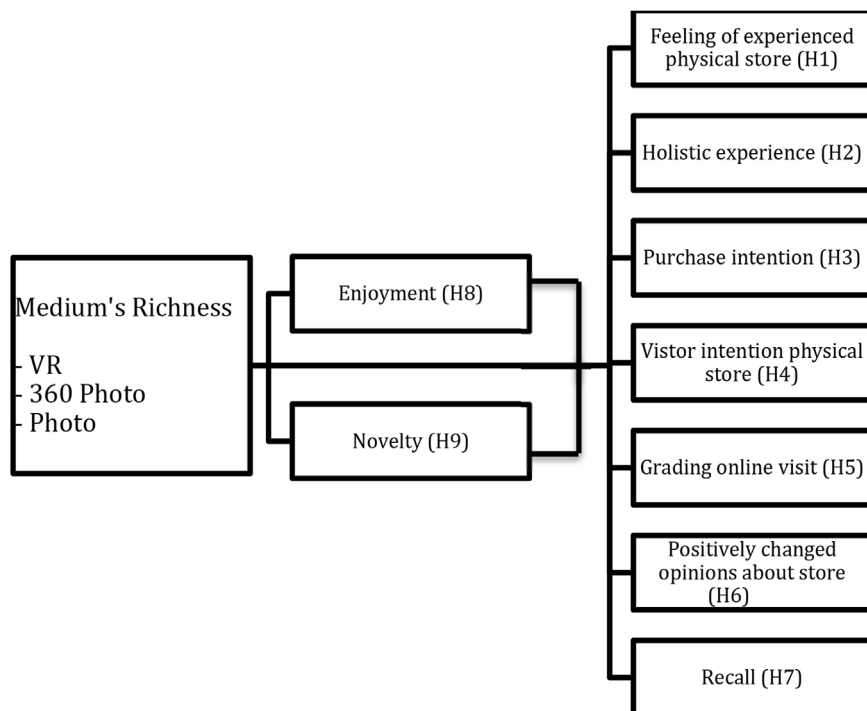 Medium's Richness
- VR
- 360 Photo
- Photo
Enjoyment (H8)
Novelty (H9)
Feeling of experienced
physical store (H1)
Holistic experience (H2)
Purchase intention (H3)
Vistor intention physical
store (H4)
Grading online visit (H5)
Positively changed
opinions about store
(H6)
Recall (H7)